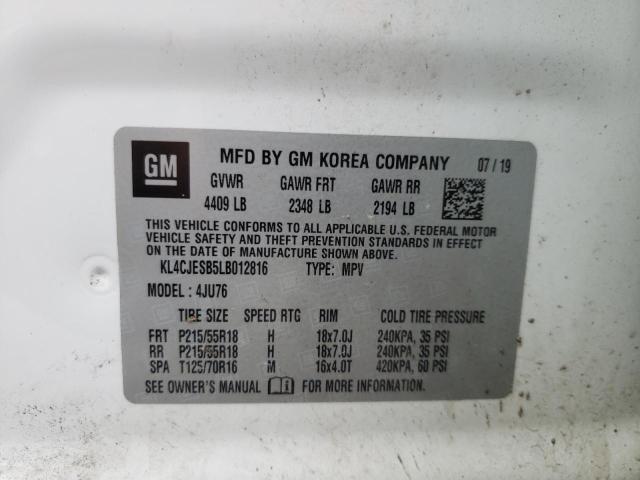 GM MFD BY GM KOREA COMPANY 07/19
GVWR GAWR FRT GAWR RR
4409 LB 2348 LB 2194 LB
THIS VEHICLE CONFORMS TO ALL APPLICABLE U.S. FEDERAL MOTOR
VEHICLE SAFETY AND THEFT PREVENTION STANDARDS IN EFFECT
ON THE DATE OF MANUFACTURE SHOWN ABOVE.
KL4CJESB5LB012816 TYPE: MPV
MODEL: 4JU76
TIRE SIZE SPEED RTG RIM COLD TIRE PRESSURE
FRT P215/55R18 H 18x7.0J 240KPA, 35 PSI
RR P215/55R18 H 18x7.0J 240KPA, 35 PSI
SPA T125/70R16 M 16x4.0T 420KPA, 60 PSI
SEE OWNER'S MANUAL FOR MORE INFORMATION.